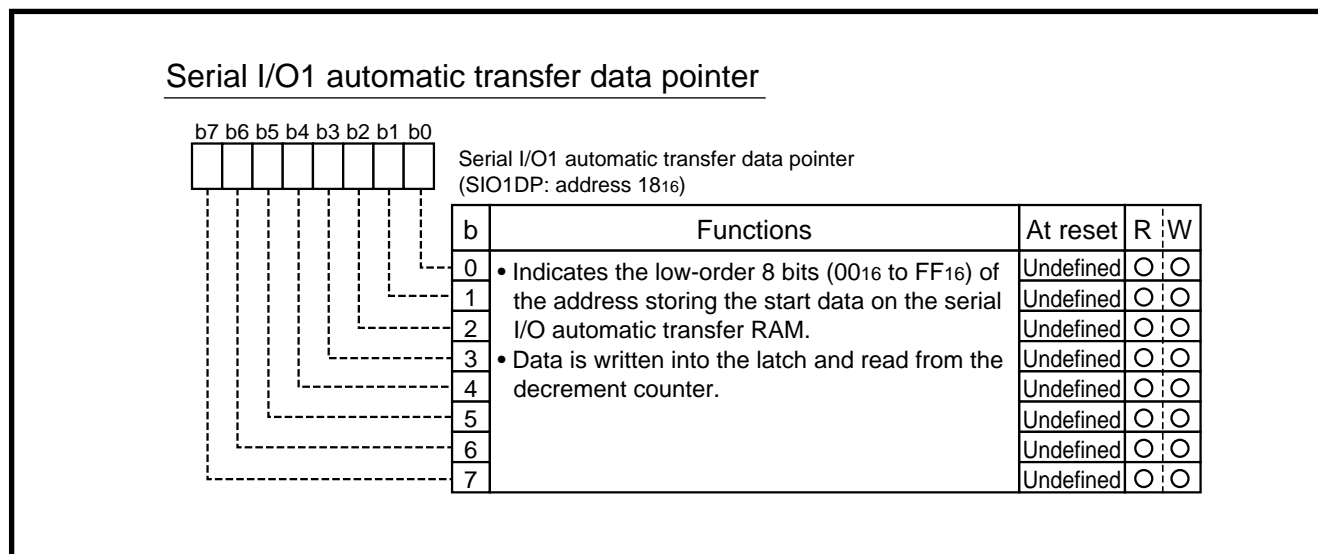 Serial I/O1 automatic transfer data pointer
b7 b6 b5 b4 b3 b2 b1 b0
Serial I/O1 automatic transfer data pointer
(SIO1DP: address 1816)
b Functions At reset R W
0 • Indicates the low-order 8 bits (0016 to FF16) of Undefined O O
1 the address storing the start data on the serial Undefined O O
2 I/O automatic transfer RAM. Undefined O O
3 • Data is written into the latch and read from the Undefined O O
4 decrement counter. Undefined O O
5 Undefined O O
6 Undefined O O
7 Undefined O O